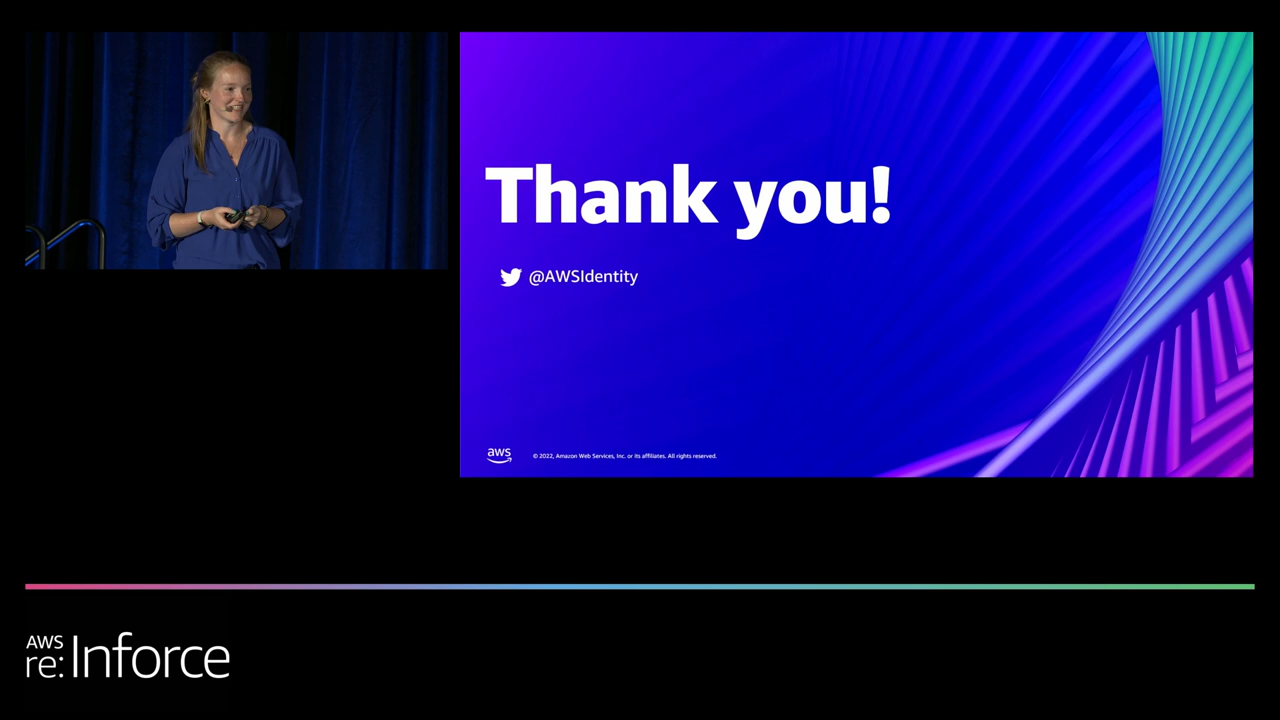 Thank you!
@AWSIdentity
aws
© 2022, Amazon Web Services, Inc. or its affiliates. All rights reserved.
AWS
re:Inforce